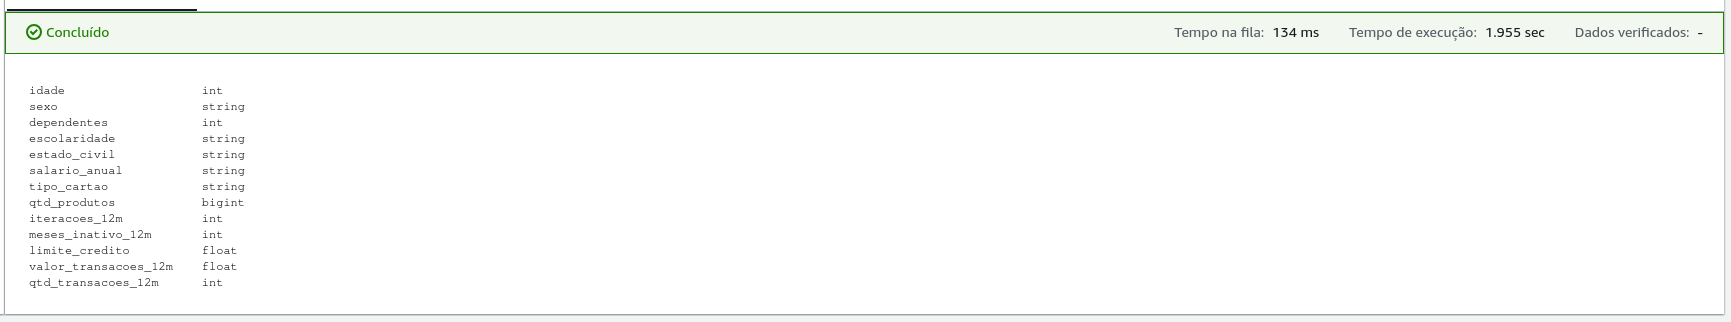 Concluído Tempo na fila: 134 ms Tempo de execução: 1.955 sec Dados verificados: -
idade int
sexo string
dependentes int
escolaridade string
estado_civil string
salario_anual string
tipo_cartao string
qtd_produtos bigint
iteracoes_12m int
meses_inativo_12m int
limite_credito float
valor_transacoes_12m float
qtd_transacoes_12m int